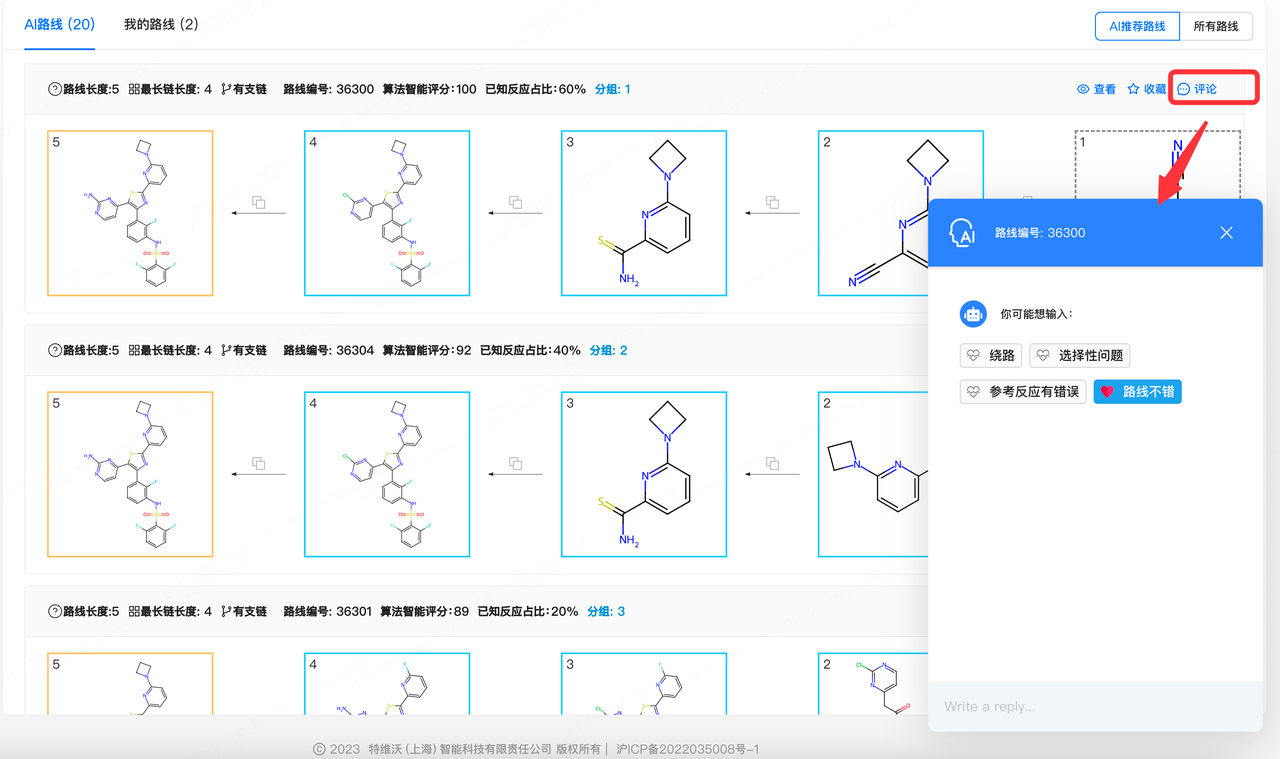 AI路线 (20) 我的路线 (2) AI推荐路线 所有路线
路线长度:5 最长链长度: 4 有支链 路线编号: 36300 算法智能评分:100 已知反应占比:60% 分组: 1 查看 收藏 评论
5 4 3 2 1
N
N
N
N
S
NH2
N
N
N
路线编号: 36300
AI
你可能想输入:
绕路 选择性问题
参考反应有错误 路线不错
路线长度:5 最长链长度: 4 有支链 路线编号: 36304 算法智能评分:92 已知反应占比:40% 分组: 2
5 4 3 2
N
N
S
NH2
N
N
路线长度:5 最长链长度: 4 有支链 路线编号: 36301 算法智能评分:89 已知反应占比:20% 分组: 3
5 4 3 2
Write a reply...
© 2023 特维沃 (上海) 智能科技有限责任公司 版权所有 | 沪ICP备2022035008号-1